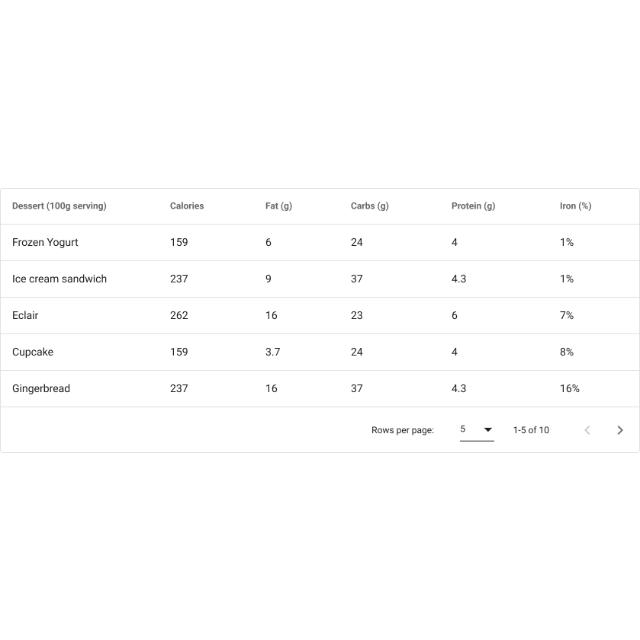 Dessert (100g serving) Calories Fat (g) Carbs (g) Protein (g) Iron (%)
Frozen Yogurt 159 6 24 4 1%
Ice cream sandwich 237 9 37 4.3 1%
Eclair 262 16 23 6 7%
Cupcake 159 3.7 24 4 8%
Gingerbread 237 16 37 4.3 16%
Rows per page: 5 1-5 of 10